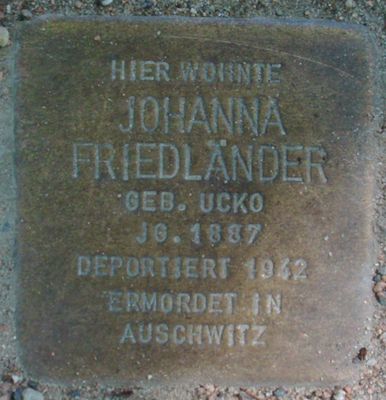 HIER WOHNTE
JOHANNA
FRIEDLÄNDER
GEB. UCKO
JG. 1887
DEPORTIERT 1942
ERMORDET IN
AUSCHWITZ